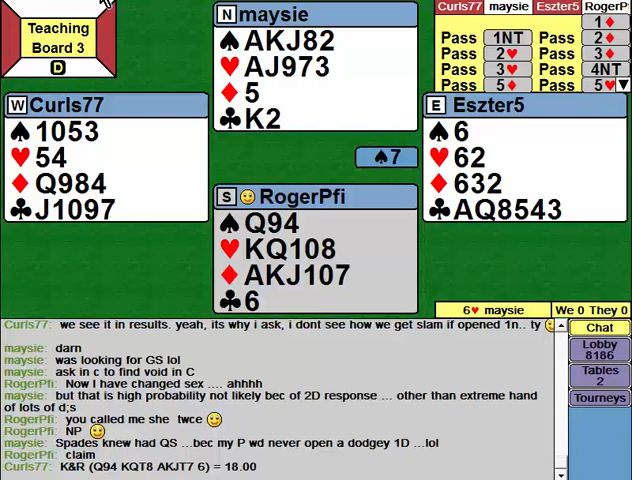 Teaching
Board 3
D
N maysie
♠AKJ82
♥AJ973
♦5
♣K2
Curls77 maysie Eszter5 RogerPf
1♦
Pass 1NT Pass 2♦
Pass 2♥ Pass 3♦
Pass 3♥ Pass 4NT
Pass 5♦ Pass 5♥
W Curls77
♠1053
♥54
♦Q984
♣J1097
♠7
E Eszter5
♠6
♥62
♦632
♣AQ8543
S RogerPfi
♠Q94
♥KQ108
♦AKJ107
♣6
6♥ maysie We 0 They 0
Curls77: we see it in results. yeah, its why i ask, i dont see how we get slam if opened 1n.. ty
maysie: darn
maysie: was looking for GS lol
maysie: ask in c to find void in C
RogerPfi: Now I have changed sex .... ahhhh
maysie: but that is high probability not likely bec of 2D response ... other than extreme hand
of lots of d;s
RogerPfi: you called me she twce
RogerPfi: NP
maysie: Spades knew had QS ...bec my P wd never open a dodgey 1D ...lol
RogerPfi: claim
Curls77: K&R (Q94 KQT8 AKJT7 6) = 18.00
Chat
Lobby
8186
Tables
2
Tourneys